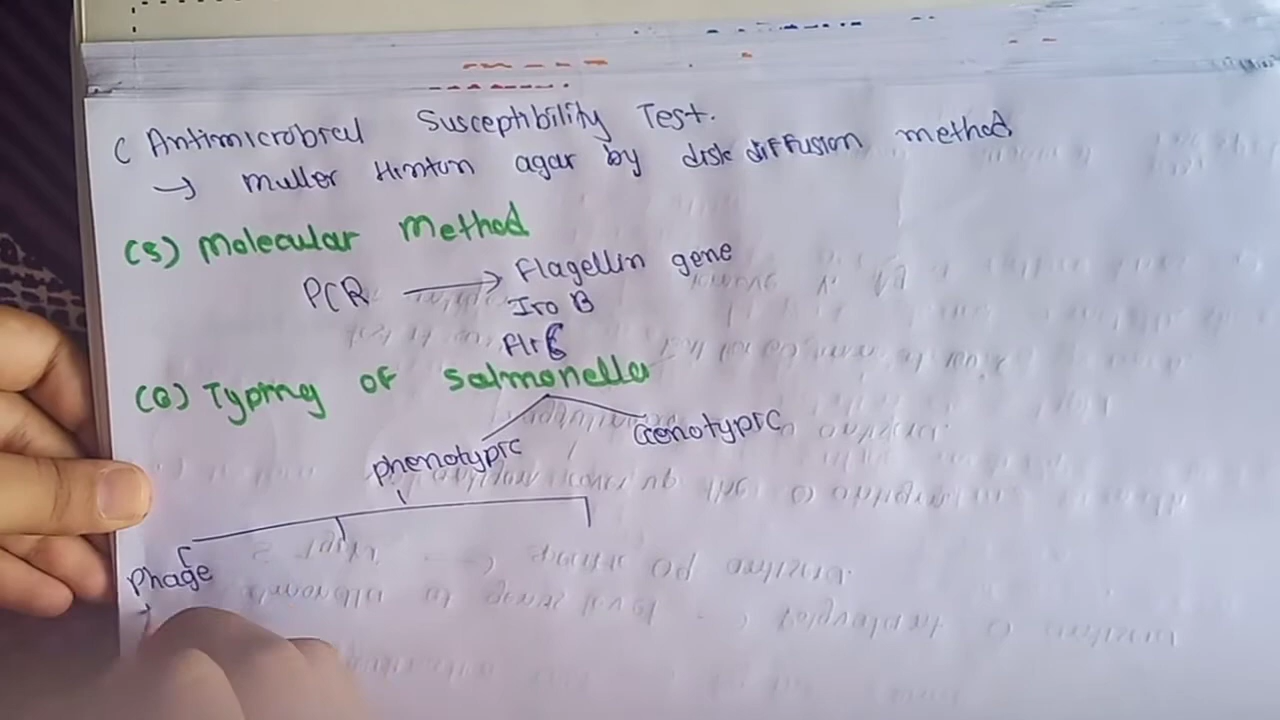 C Antimicrobial Susceptibility Test.
→ Muller Hinton agar by disk diffusion method
(5) Molecular Method
PCR → Flagellin gene
Iro B
FliC
(6) Typing of Salmonella
Phenotypic Genotypic
Phage